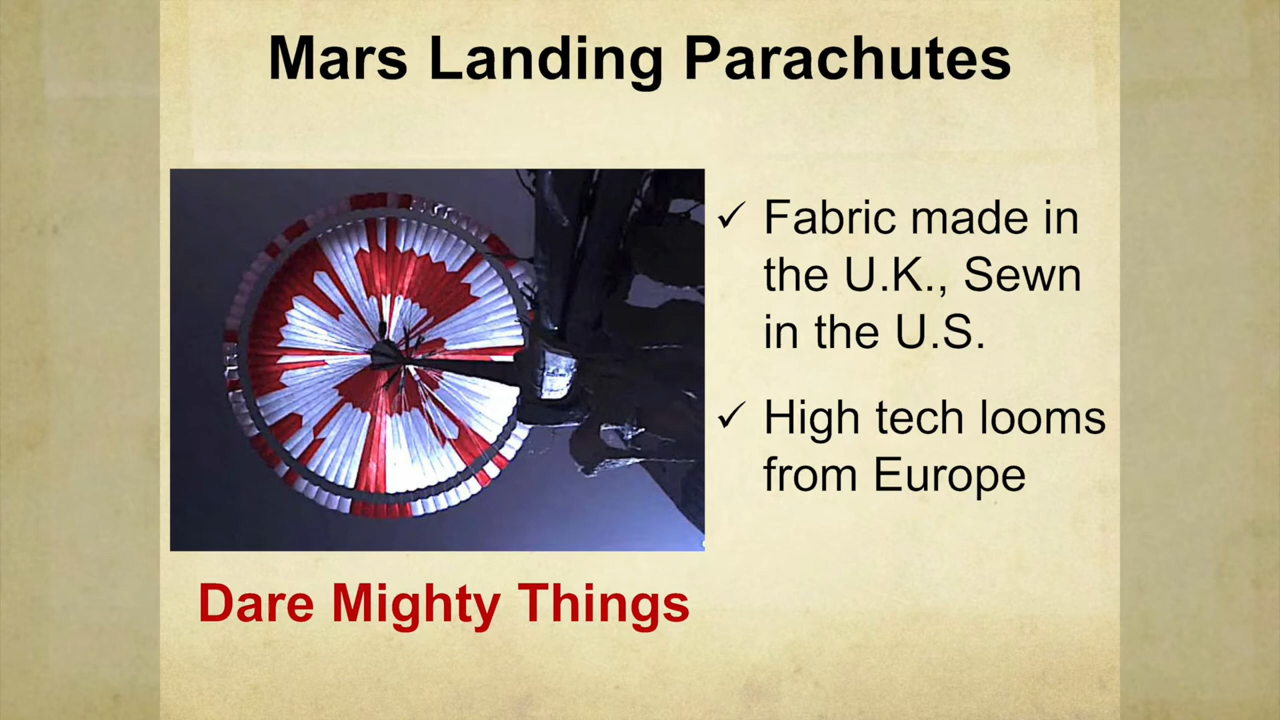 Mars Landing Parachutes
✓ Fabric made in
the U.K., Sewn
in the U.S.
✓ High tech looms
from Europe
Dare Mighty Things